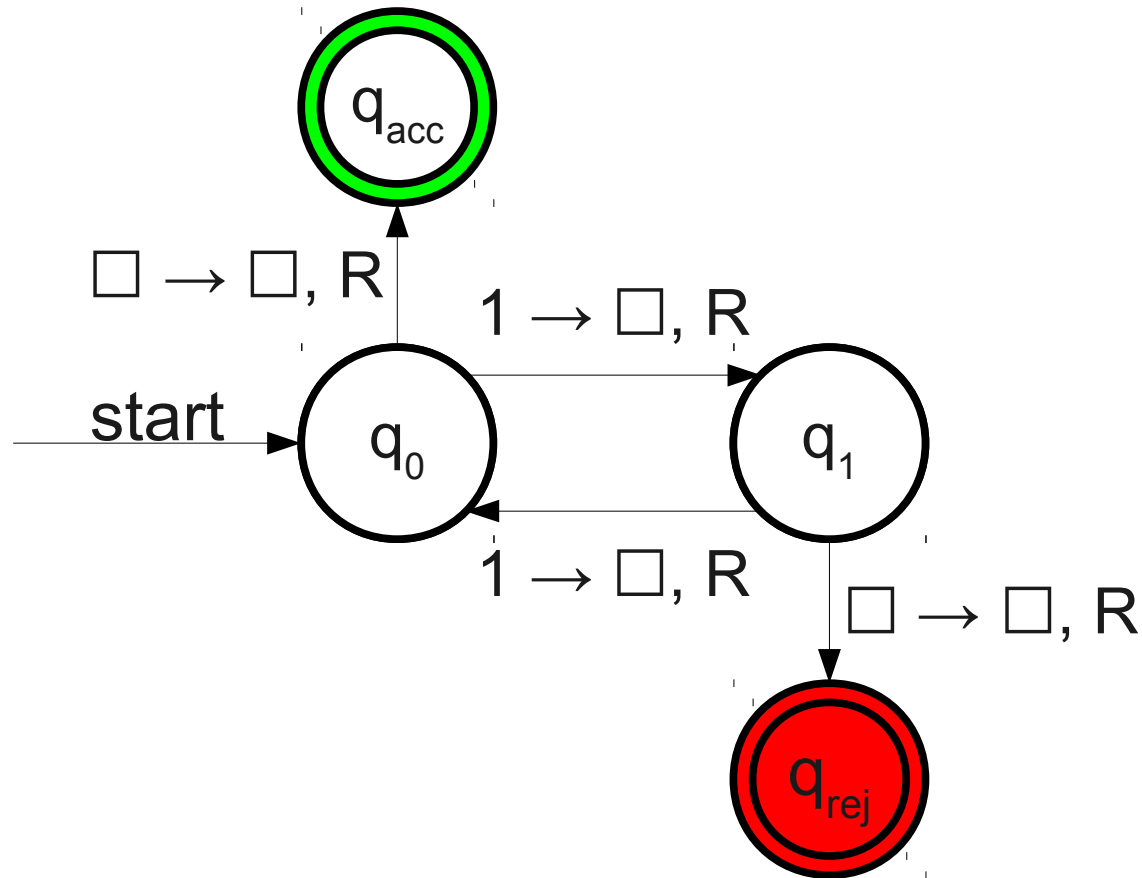 q_acc
□ → □, R
1 → □, R
start
q_0
q_1
1 → □, R
□ → □, R
q_rej